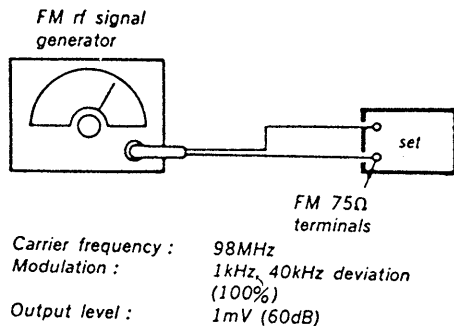 FM rf signal
generator
set
FM 75Ω
terminals
Carrier frequency : 98MHz
Modulation : 1kHz, 40kHz deviation
(100%)
Output level : 1mV (60dB)